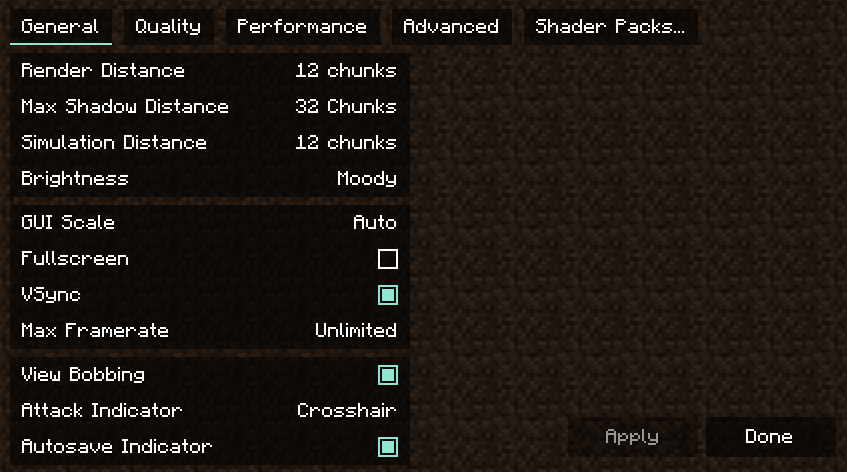 General Quality Performance Advanced Shader Packs...
Render Distance 12 chunks
Max Shadow Distance 32 Chunks
Simulation Distance 12 chunks
Brightness Moody
GUI Scale Auto
Fullscreen
VSync
Max Framerate Unlimited
View Bobbing
Attack Indicator Crosshair
Autosave Indicator
Apply Done